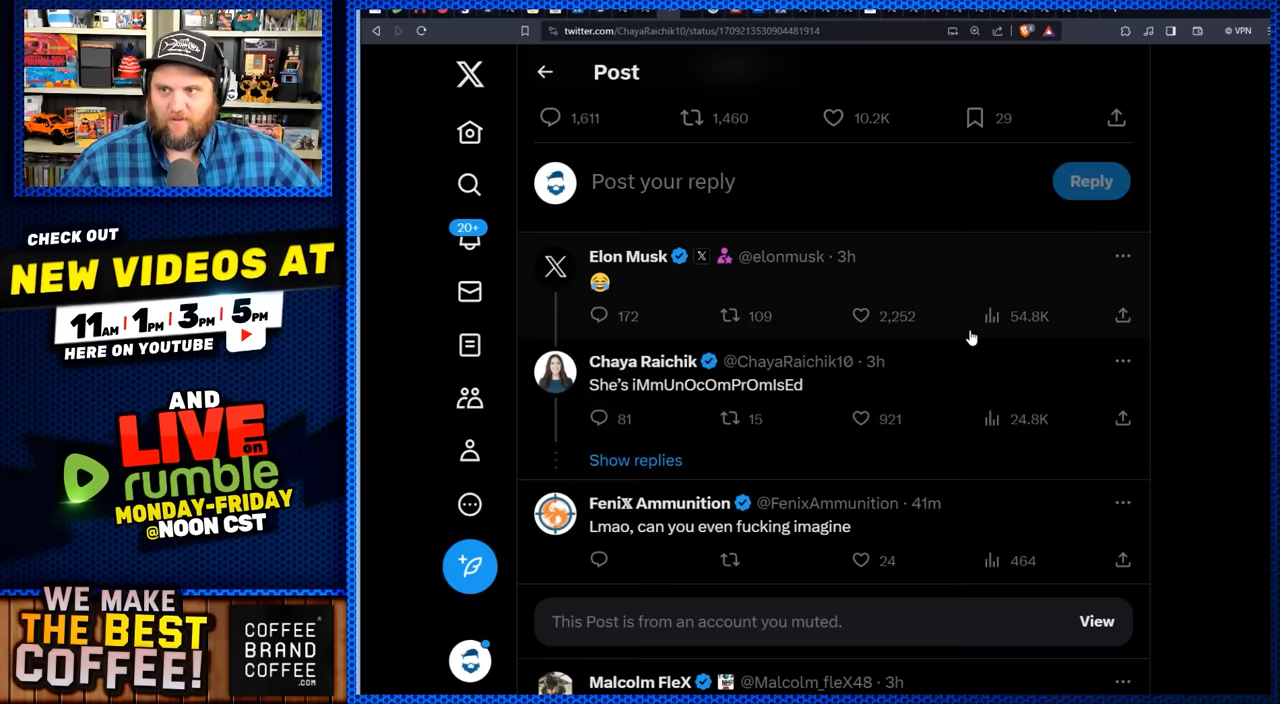 CHECK OUT
NEW VIDEOS AT
11AM | 1PM | 3PM | 5PM
HERE ON YOUTUBE
AND
LIVE on
rumble
MONDAY-FRIDAY
@NOON CST
WE MAKE
THE BEST
COFFEE!
COFFEE
BRAND
COFFEE
.COM
twitter.com/ChayaRaichik10/status/1709213530904481914
VPN
Post
1,611 1,460 10.2K 29
Post your reply
Reply
20+
Elon Musk @elonmusk · 3h
😂
172 109 2,252 54.8K
Chaya Raichik @ChayaRaichik10 · 3h
She's iMmUnOcOmPrOmIsEd
81 15 921 24.8K
Show replies
FeniX Ammunition @FenixAmmunition · 41m
Lmao, can you even fucking imagine
24 464
This Post is from an account you muted.
View
Malcolm FleX @Malcolm_fleX48 · 3h